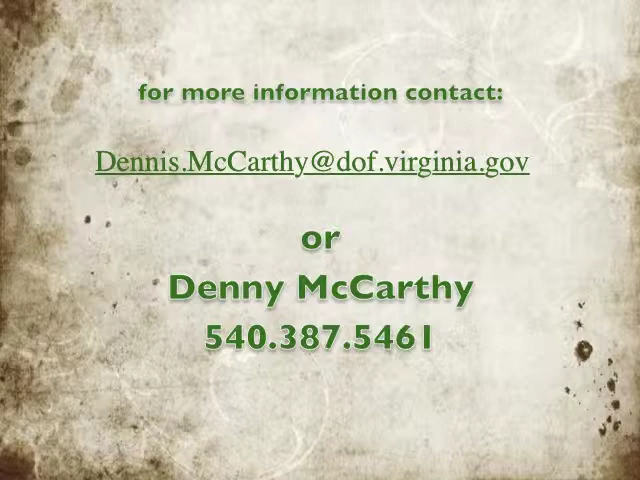 for more information contact:
Dennis.McCarthy@dof.virginia.gov
or
Denny McCarthy
540.387.5461